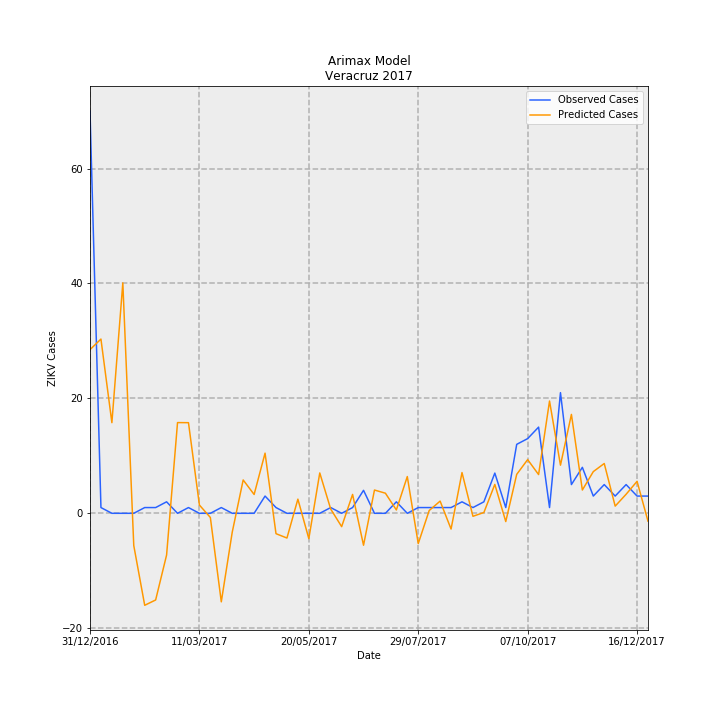 Arimax Model
Veracruz 2017
Observed Cases
Predicted Cases
ZIKV Cases
60
40
20
0
−20
31/12/2016 11/03/2017 20/05/2017 29/07/2017 07/10/2017 16/12/2017
Date